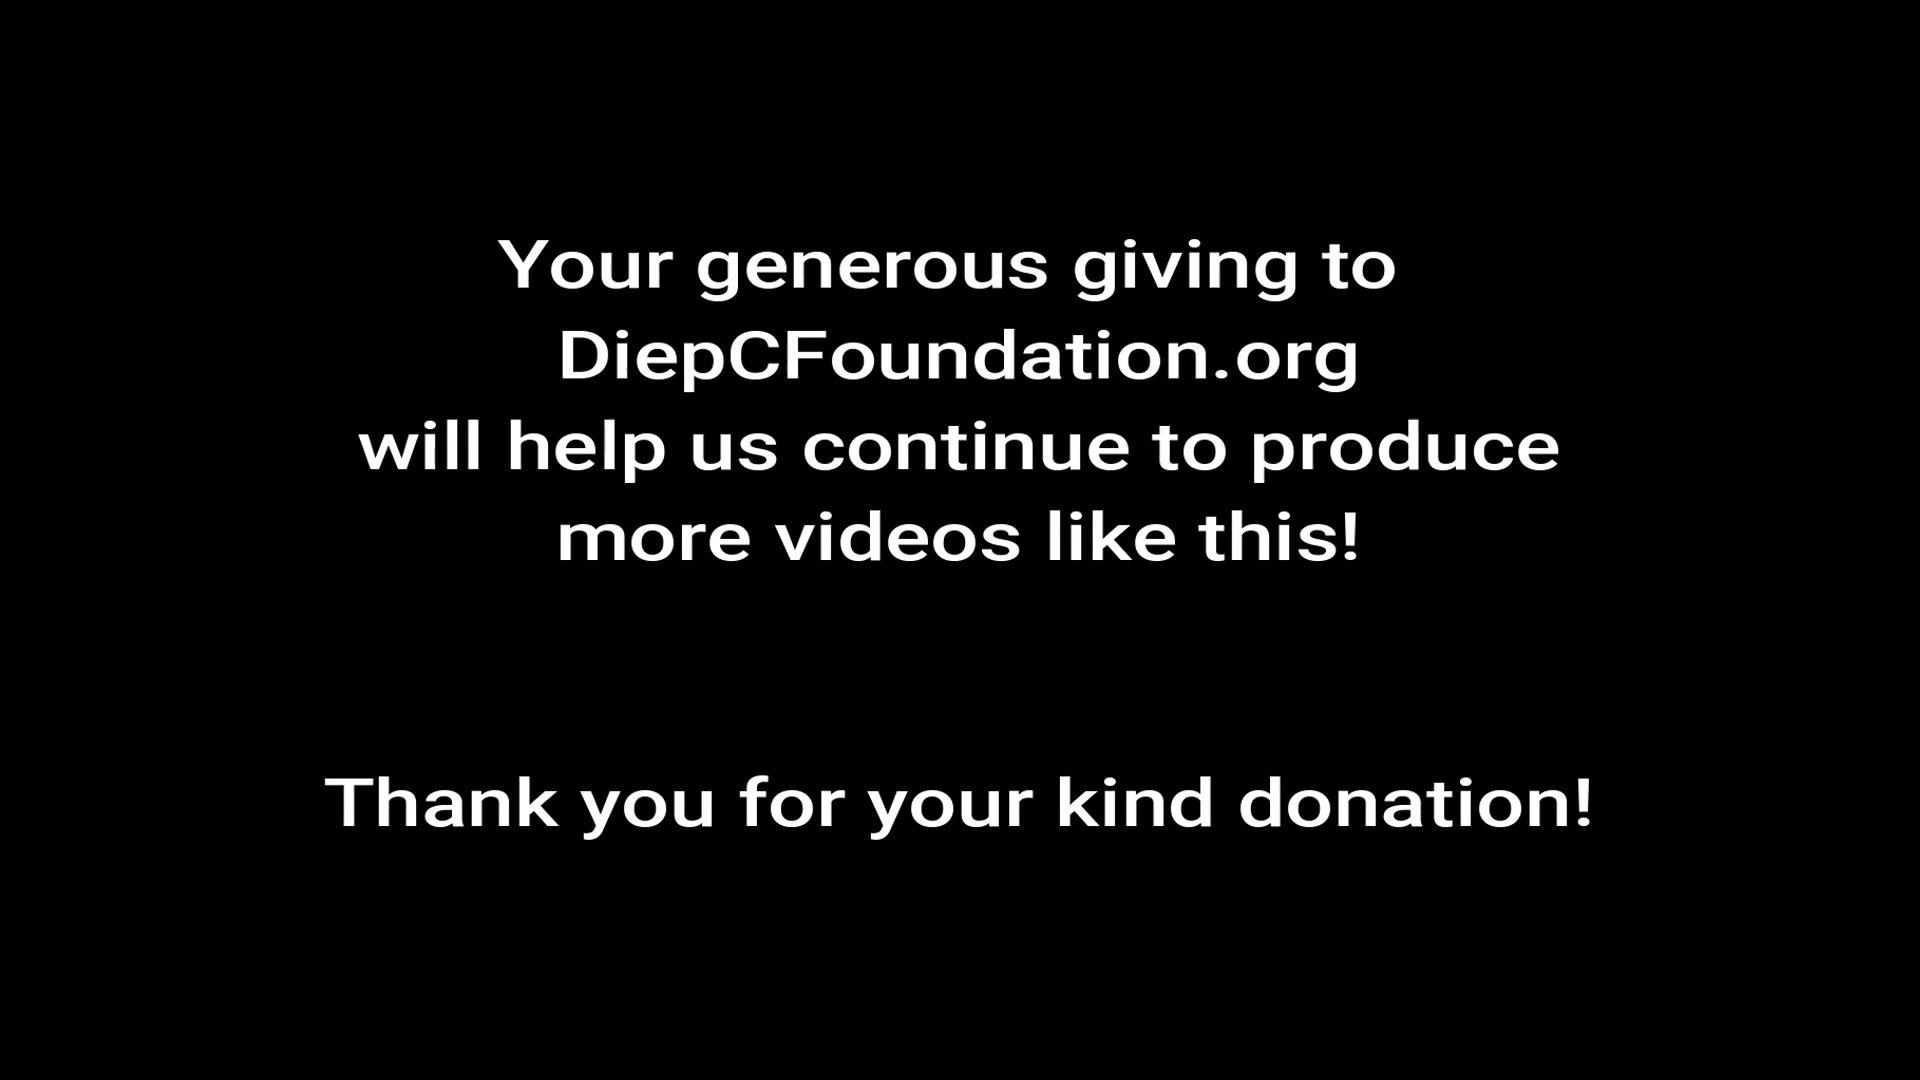 Your generous giving to
DiepCFoundation.org
will help us continue to produce
more videos like this!
Thank you for your kind donation!